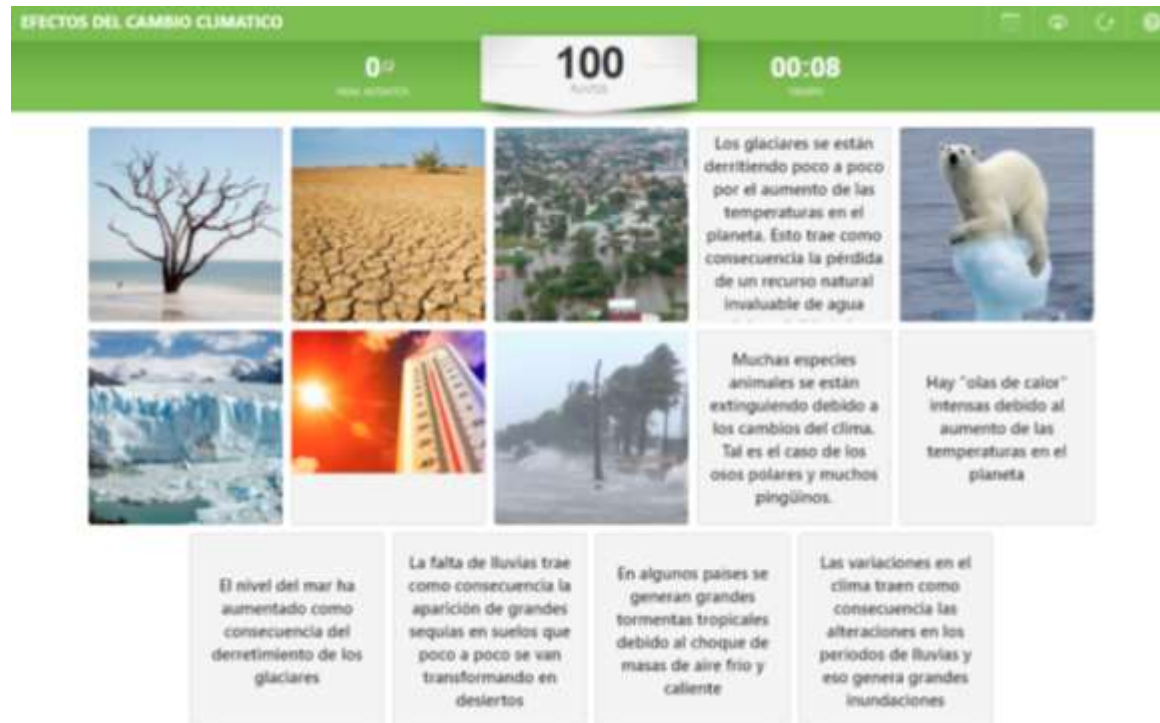 EFECTOS DEL CAMBIO CLIMATICO
0
100
PUNTOS
00:08
TIEMPO
Los glaciares se están
derritiendo poco a poco
por el aumento de las
temperaturas en el
planeta. Esto trae como
consecuencia la pérdida
de un recurso natural
invaluable de agua
Muchas especies
animales se están
extinguiendo debido a
los cambios del clima.
Tal es el caso de los
osos polares y muchos
pingüinos.
Hay "olas de calor"
intensas debido al
aumento de las
temperaturas en el
planeta
El nivel del mar ha
aumentado como
consecuencia del
derretimiento de los
glaciares
La falta de lluvias trae
como consecuencia la
aparición de grandes
sequias en suelos que
poco a poco se van
transformando en
desiertos
En algunos países se
generan grandes
tormentas tropicales
debido al choque de
masas de aire frio y
caliente
Las variaciones en el
clima traen como
consecuencia las
alteraciones en los
periodos de lluvias y
eso genera grandes
inundaciones